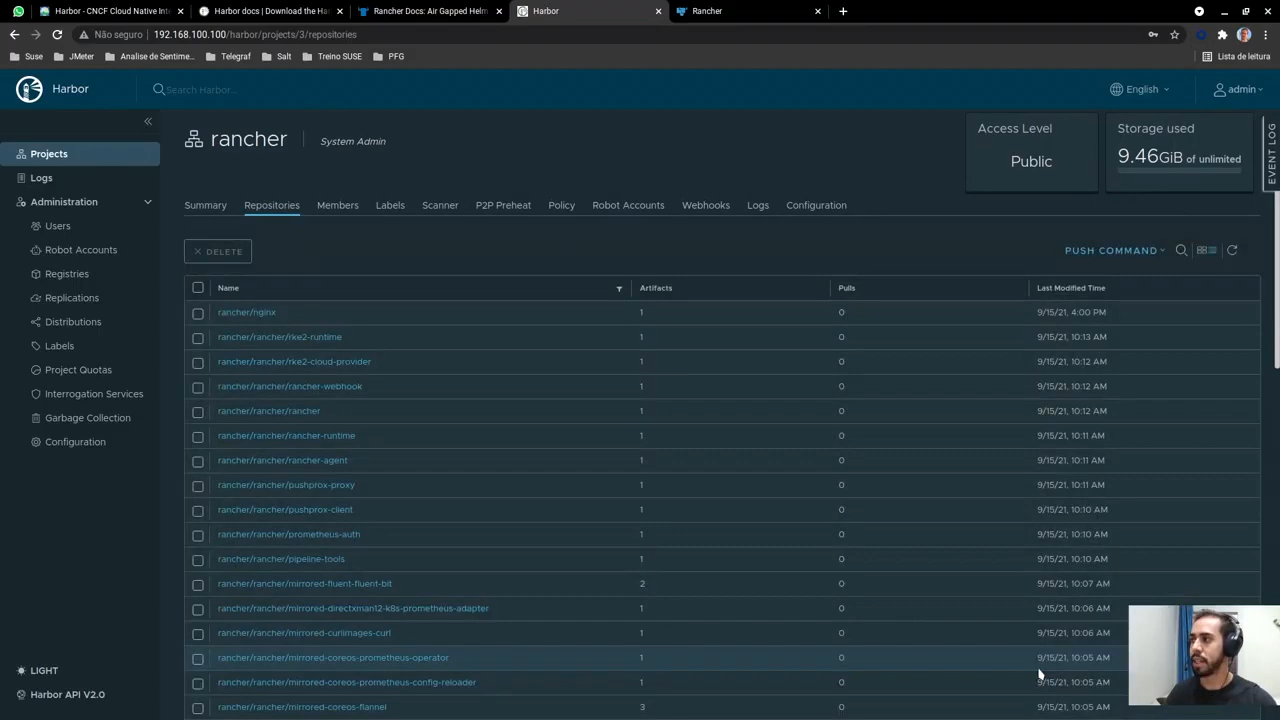 Harbor - CNCF Cloud Native Inte
Harbor docs | Download the Ha
Rancher Docs: Air Gapped Helm
Harbor
Rancher
Não seguro
192.168.100.100/harbor/projects/3/repositories
Suse
JMeter
Analise de Sentime...
Telegraf
Salt
Treino SUSE
PFG
Lista de leitura
Harbor
Search Harbor...
English
admin
Projects
Logs
Administration
Users
Robot Accounts
Registries
Replications
Distributions
Labels
Project Quotas
Interrogation Services
Garbage Collection
Configuration
LIGHT
Harbor API V2.0
rancher
System Admin
Access Level
Public
Storage used
9.46GiB of unlimited
EVENT LOG
Summary Repositories Members Labels Scanner P2P Preheat Policy Robot Accounts Webhooks Logs Configuration
DELETE
PUSH COMMAND
Name Artifacts Pulls Last Modified Time
rancher/nginx 1 0 9/15/21, 4:00 PM
rancher/rancher/rke2-runtime 1 0 9/15/21, 10:13 AM
rancher/rancher/rke2-cloud-provider 1 0 9/15/21, 10:12 AM
rancher/rancher/rancher-webhook 1 0 9/15/21, 10:12 AM
rancher/rancher/rancher 1 0 9/15/21, 10:12 AM
rancher/rancher/rancher-runtime 1 0 9/15/21, 10:11 AM
rancher/rancher/rancher-agent 1 0 9/15/21, 10:11 AM
rancher/rancher/pushprox-proxy 1 0 9/15/21, 10:11 AM
rancher/rancher/pushprox-client 1 0 9/15/21, 10:10 AM
rancher/rancher/prometheus-auth 1 0 9/15/21, 10:10 AM
rancher/rancher/pipeline-tools 1 0 9/15/21, 10:10 AM
rancher/rancher/mirrored-fluent-fluent-bit 2 0 9/15/21, 10:07 AM
rancher/rancher/mirrored-directxman12-k8s-prometheus-adapter 1 0 9/15/21, 10:06 AM
rancher/rancher/mirrored-curlimages-curl 1 0 9/15/21, 10:06 AM
rancher/rancher/mirrored-coreos-prometheus-operator 1 0 9/15/21, 10:05 AM
rancher/rancher/mirrored-coreos-prometheus-config-reloader 1 0 9/15/21, 10:05 AM
rancher/rancher/mirrored-coreos-flannel 3 0 9/15/21, 10:05 AM